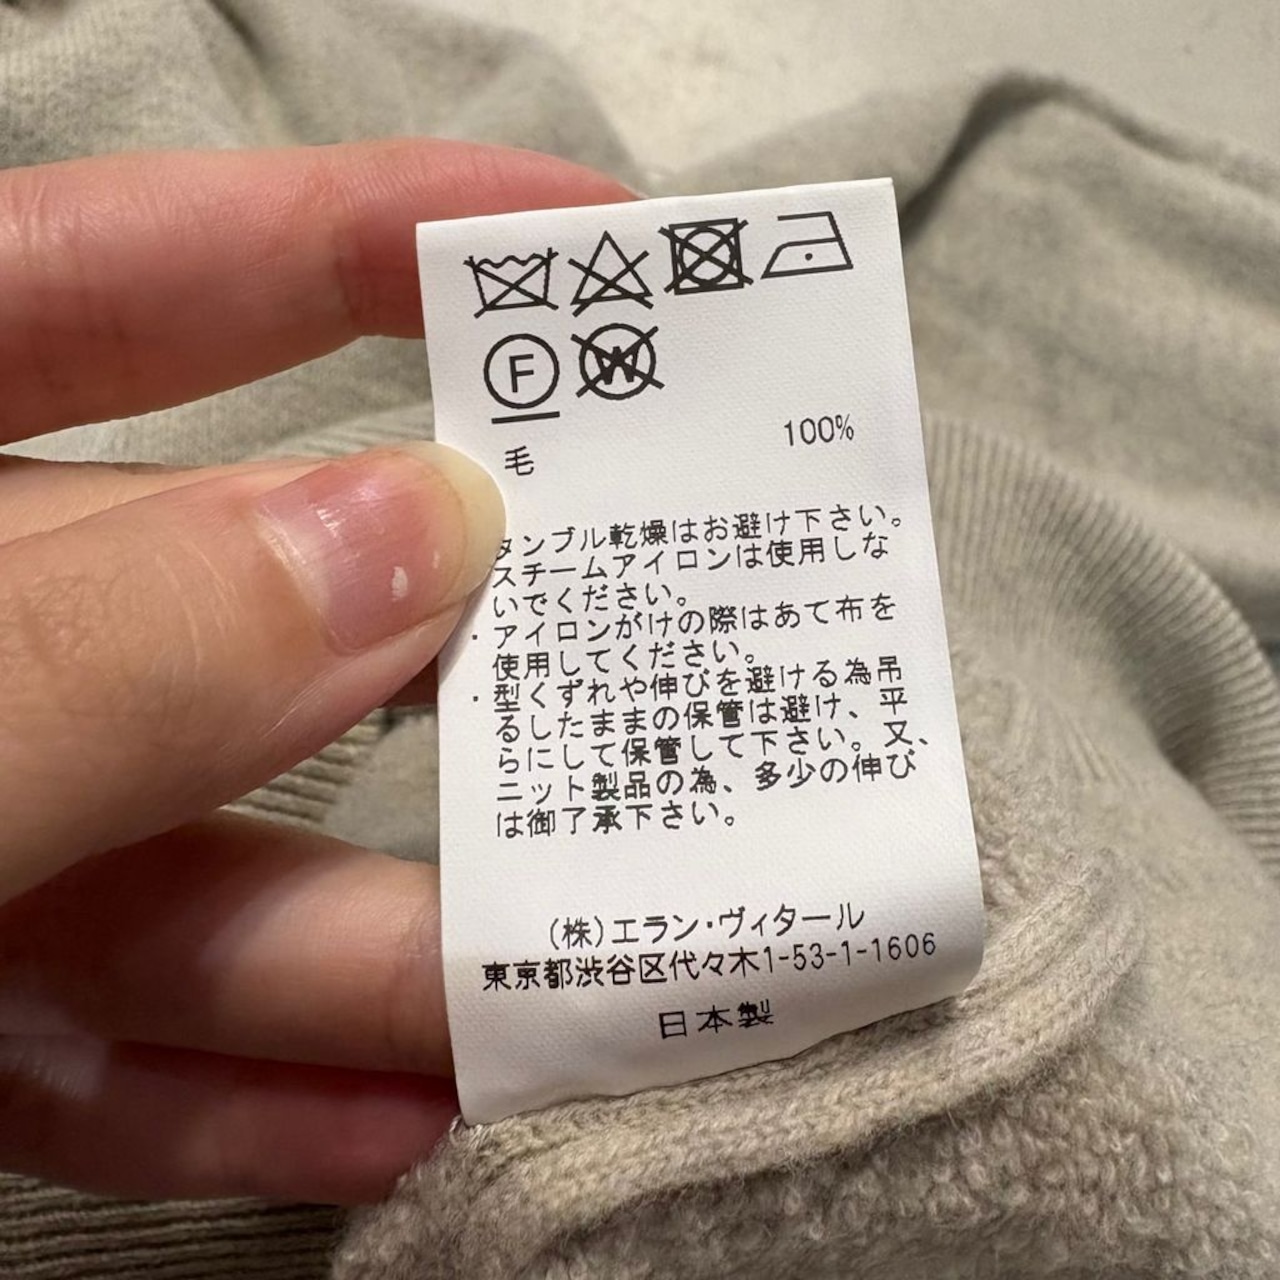 F W
毛 100%
タンブル乾燥はお避け下さい。
スチームアイロンは使用しな
いでください。
・アイロンがけの際はあて布を
使用してください。
・型くずれや伸びを避ける為吊
るしたままの保管は避け、平
らにして保管して下さい。又、
ニット製品の為、多少の伸び
は御了承下さい。
(株)エラン・ヴィタール
東京都渋谷区代々木1-53-1-1606
日本製